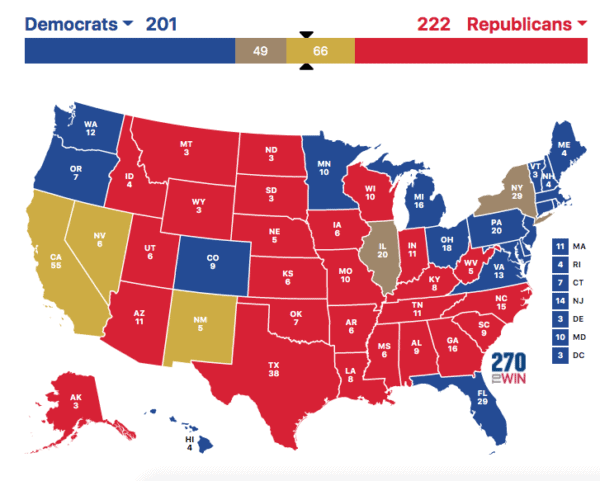 Democrats 201
222 Republicans
49 66
WA
12
OR
7
CA
55
NV
6
ID
4
MT
3
WY
3
UT
6
AZ
11
CO
9
NM
5
ND
3
SD
3
NE
5
KS
6
OK
7
TX
38
MN
10
IA
6
MO
10
AR
6
LA
8
WI
10
IL
20
MI
16
IN
11
OH
18
KY
8
TN
11
MS
6
AL
9
GA
16
FL
29
SC
9
NC
15
VA
13
WV
5
PA
20
NY
29
VT
3
NH
4
ME
4
AK
3
HI
4
11 MA
4 RI
7 CT
14 NJ
3 DE
10 MD
3 DC
270
TO
WIN